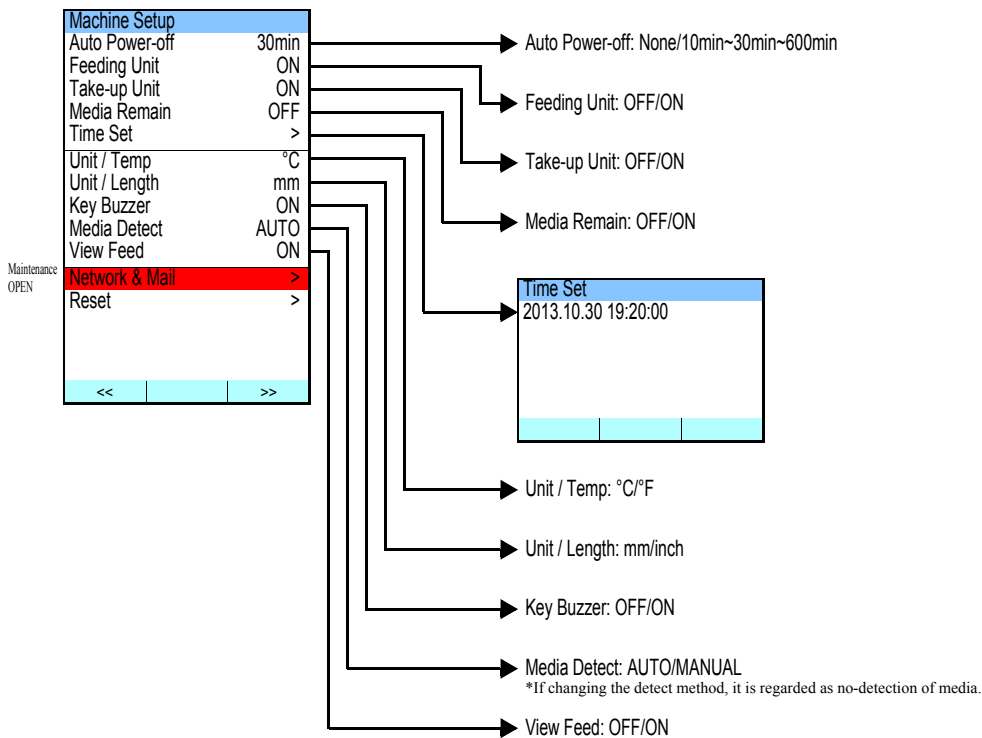 Machine Setup
Auto Power-off 30min
Feeding Unit ON
Take-up Unit ON
Media Remain OFF
Time Set >
Unit / Temp °C
Unit / Length mm
Key Buzzer ON
Media Detect AUTO
View Feed ON
Maintenance
OPEN
Network & Mail >
Reset >
<< >>
Auto Power-off: None/10min~30min~600min
Feeding Unit: OFF/ON
Take-up Unit: OFF/ON
Media Remain: OFF/ON
Time Set
2013.10.30 19:20:00
Unit / Temp: °C/°F
Unit / Length: mm/inch
Key Buzzer: OFF/ON
Media Detect: AUTO/MANUAL
*If changing the detect method, it is regarded as no-detection of media.
View Feed: OFF/ON